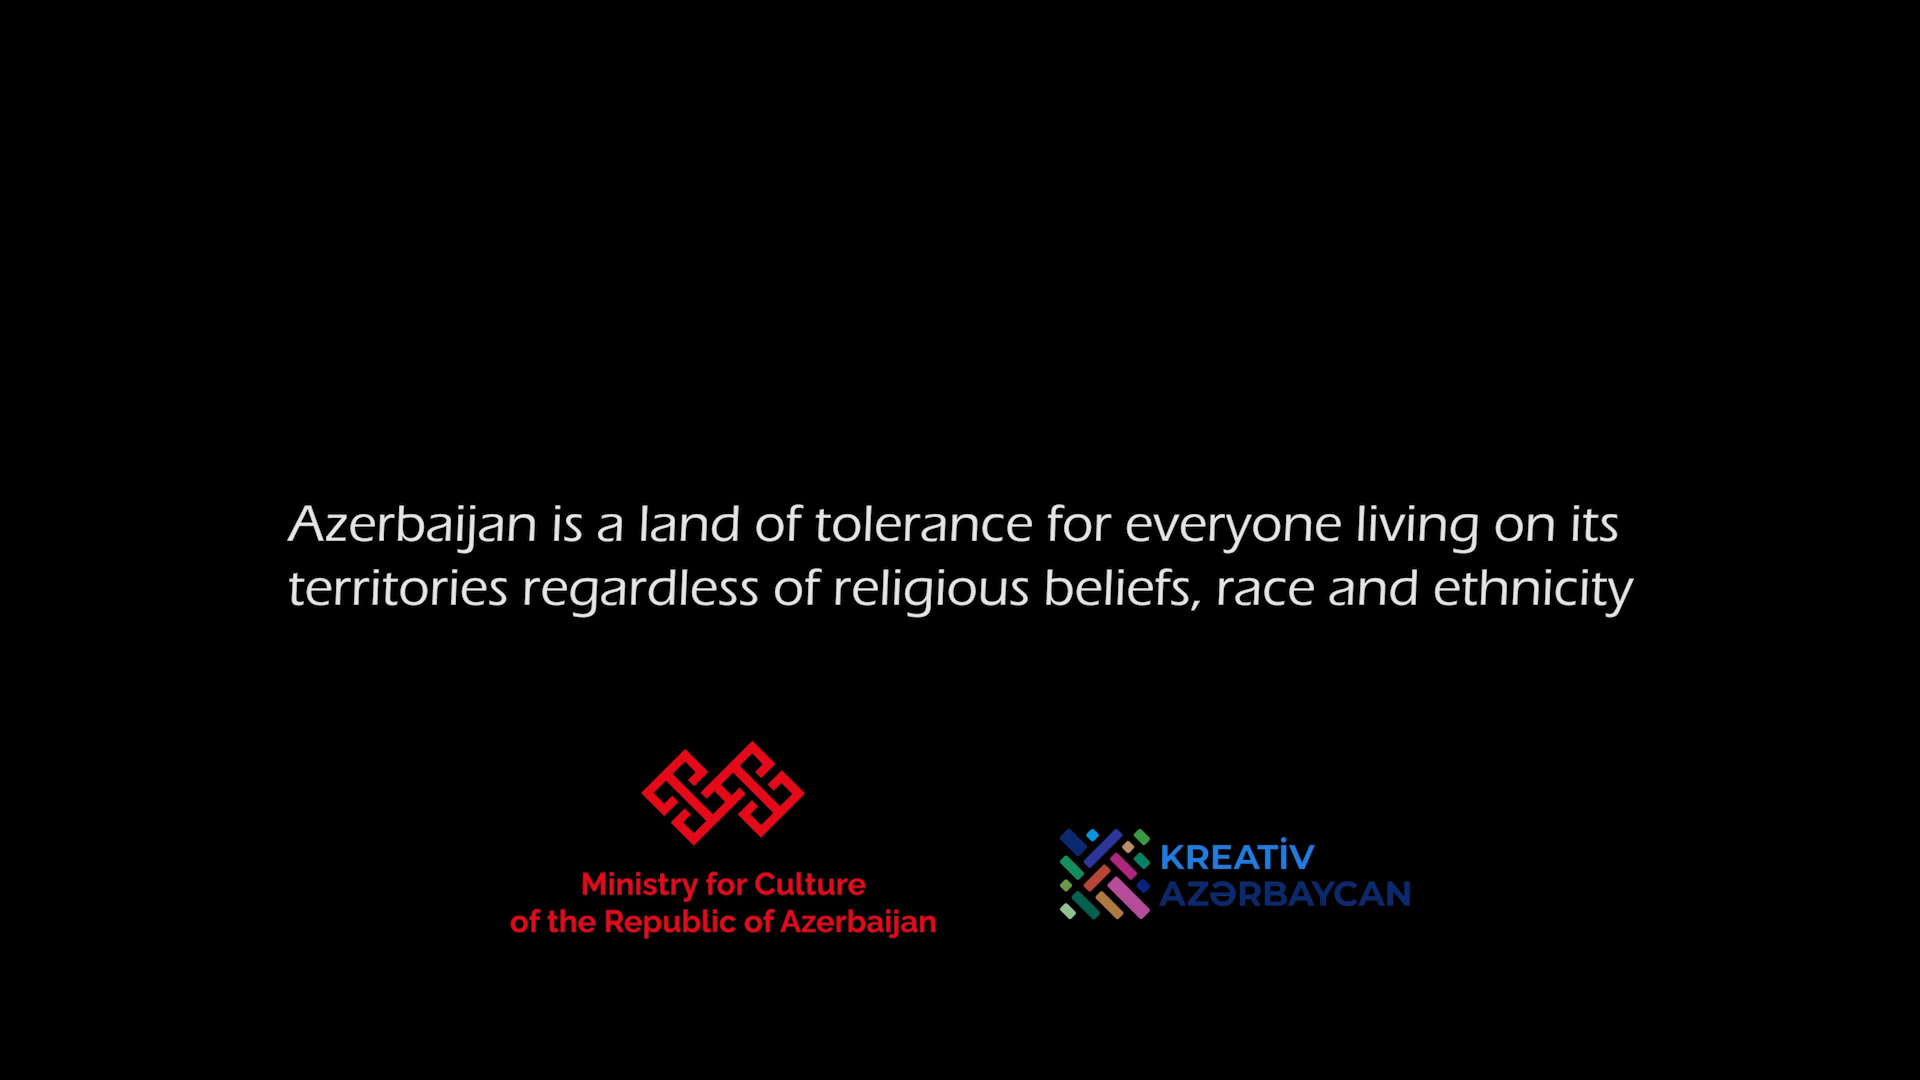 Azerbaijan is a land of tolerance for everyone living on its
territories regardless of religious beliefs, race and ethnicity
Ministry for Culture
of the Republic of Azerbaijan
KREATİV
AZƏRBAYCAN